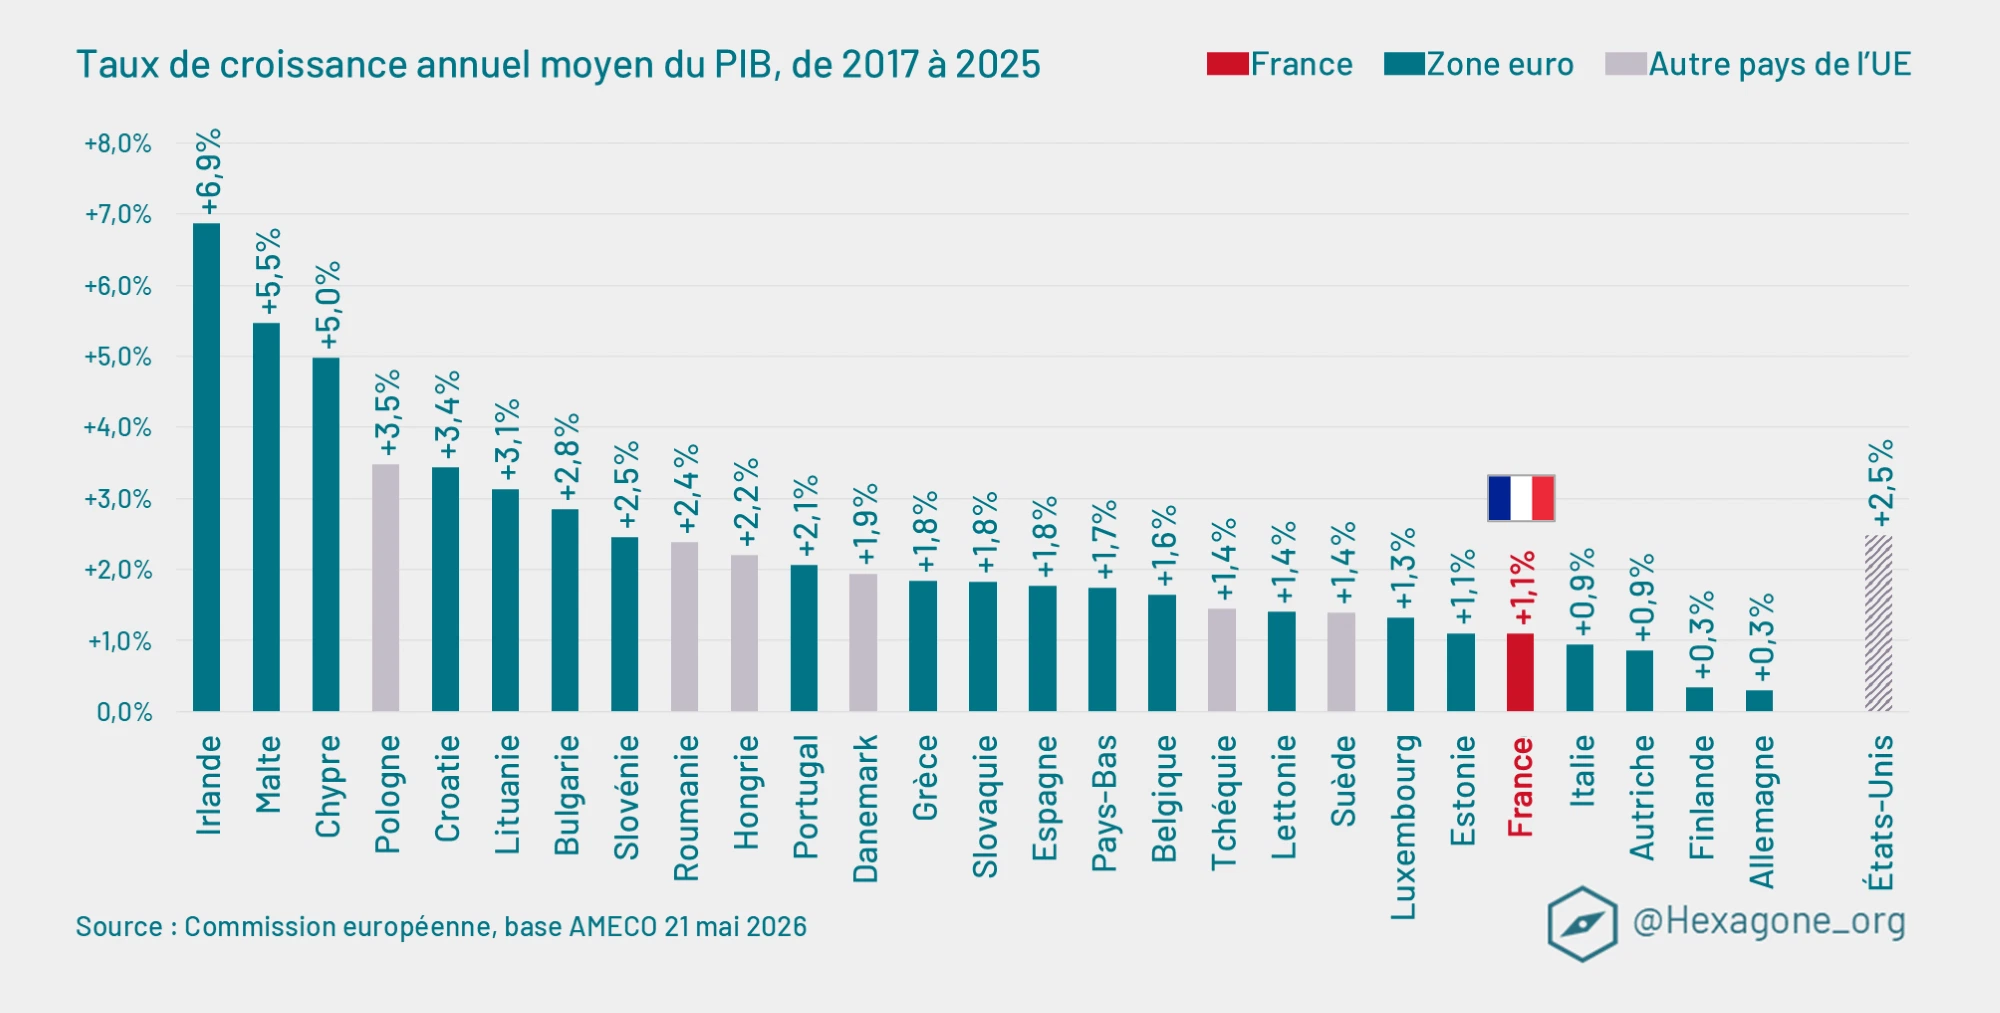 Taux de croissance annuel moyen du PIB, de 2017 à 2025
France
Zone euro
Autre pays de l'UE
+8,0%
+7,0%
+6,0%
+5,0%
+4,0%
+3,0%
+2,0%
+1,0%
0,0%
+6,9%
+5,5%
+5,0%
+3,5%
+3,4%
+3,1%
+2,8%
+2,5%
+2,4%
+2,2%
+2,1%
+1,9%
+1,8%
+1,8%
+1,8%
+1,7%
+1,6%
+1,4%
+1,4%
+1,4%
+1,3%
+1,1%
+1,1%
+0,9%
+0,9%
+0,3%
+0,3%
+2,5%
Irlande
Malte
Chypre
Pologne
Croatie
Lituanie
Bulgarie
Slovénie
Roumanie
Hongrie
Portugal
Danemark
Grèce
Slovaquie
Espagne
Pays-Bas
Belgique
Tchéquie
Lettonie
Suède
Luxembourg
Estonie
France
Italie
Autriche
Finlande
Allemagne
États-Unis
Source : Commission européenne, base AMECO 21 mai 2026
@Hexagone_org